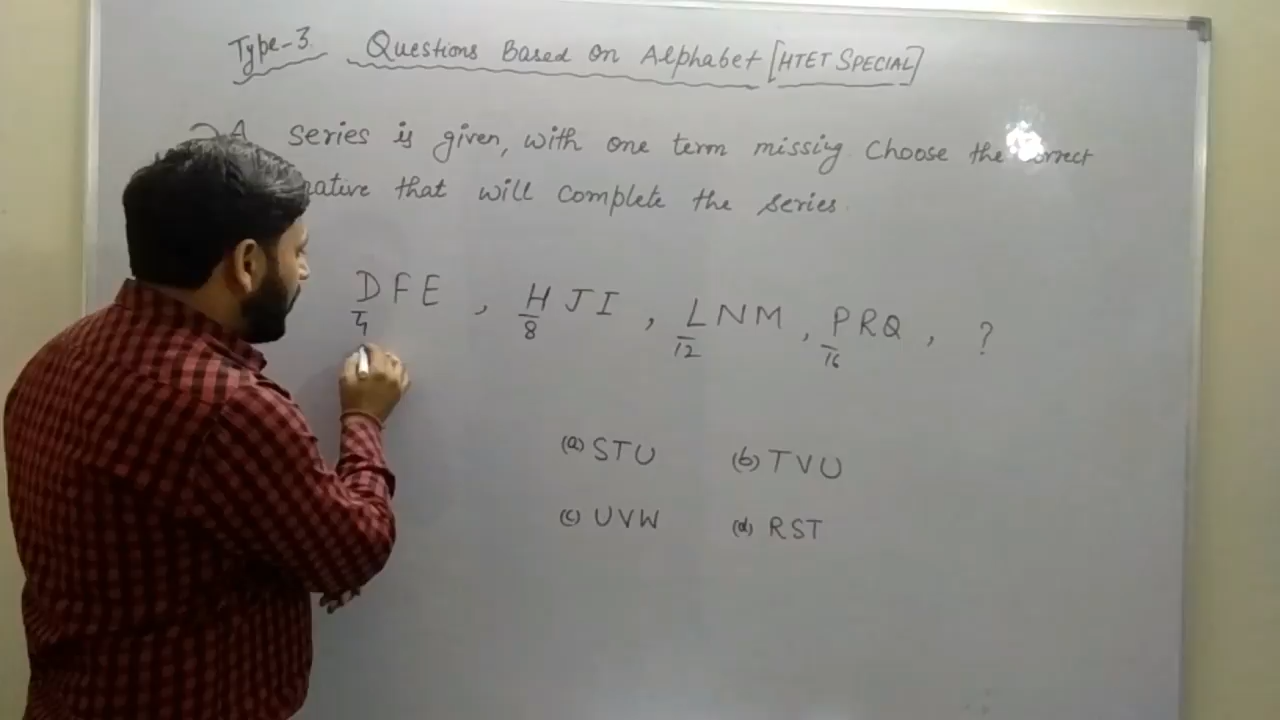 Type-3. Questions Based on Alphabet [HTET SPECIAL]
A series is given, with one term missing. Choose the
that will complete the series.
DFE , HJI , LNM , PRQ , ?
4 8 12 16
(a) STU (b) TVU
(c) UVW (d) RST